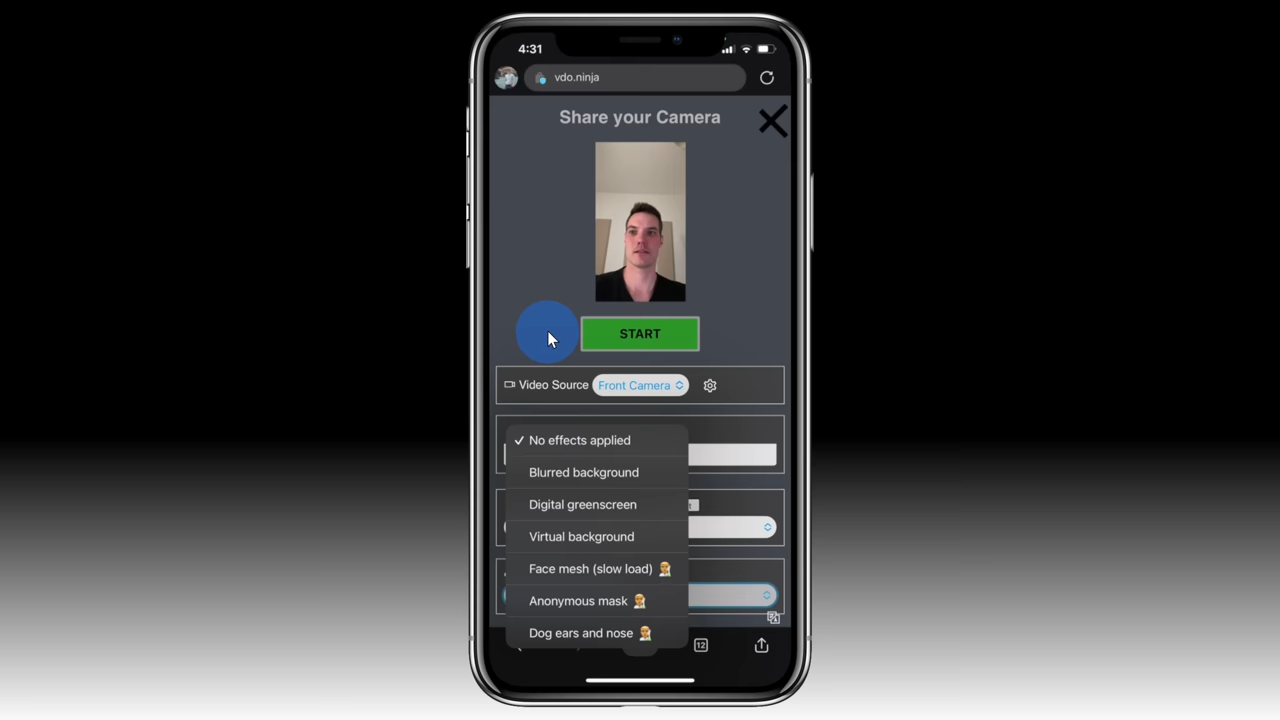 4:31
vdo.ninja
Share your Camera
START
Video Source Front Camera
No effects applied
Blurred background
Digital greenscreen
Virtual background
Face mesh (slow load)
Anonymous mask
Dog ears and nose
12